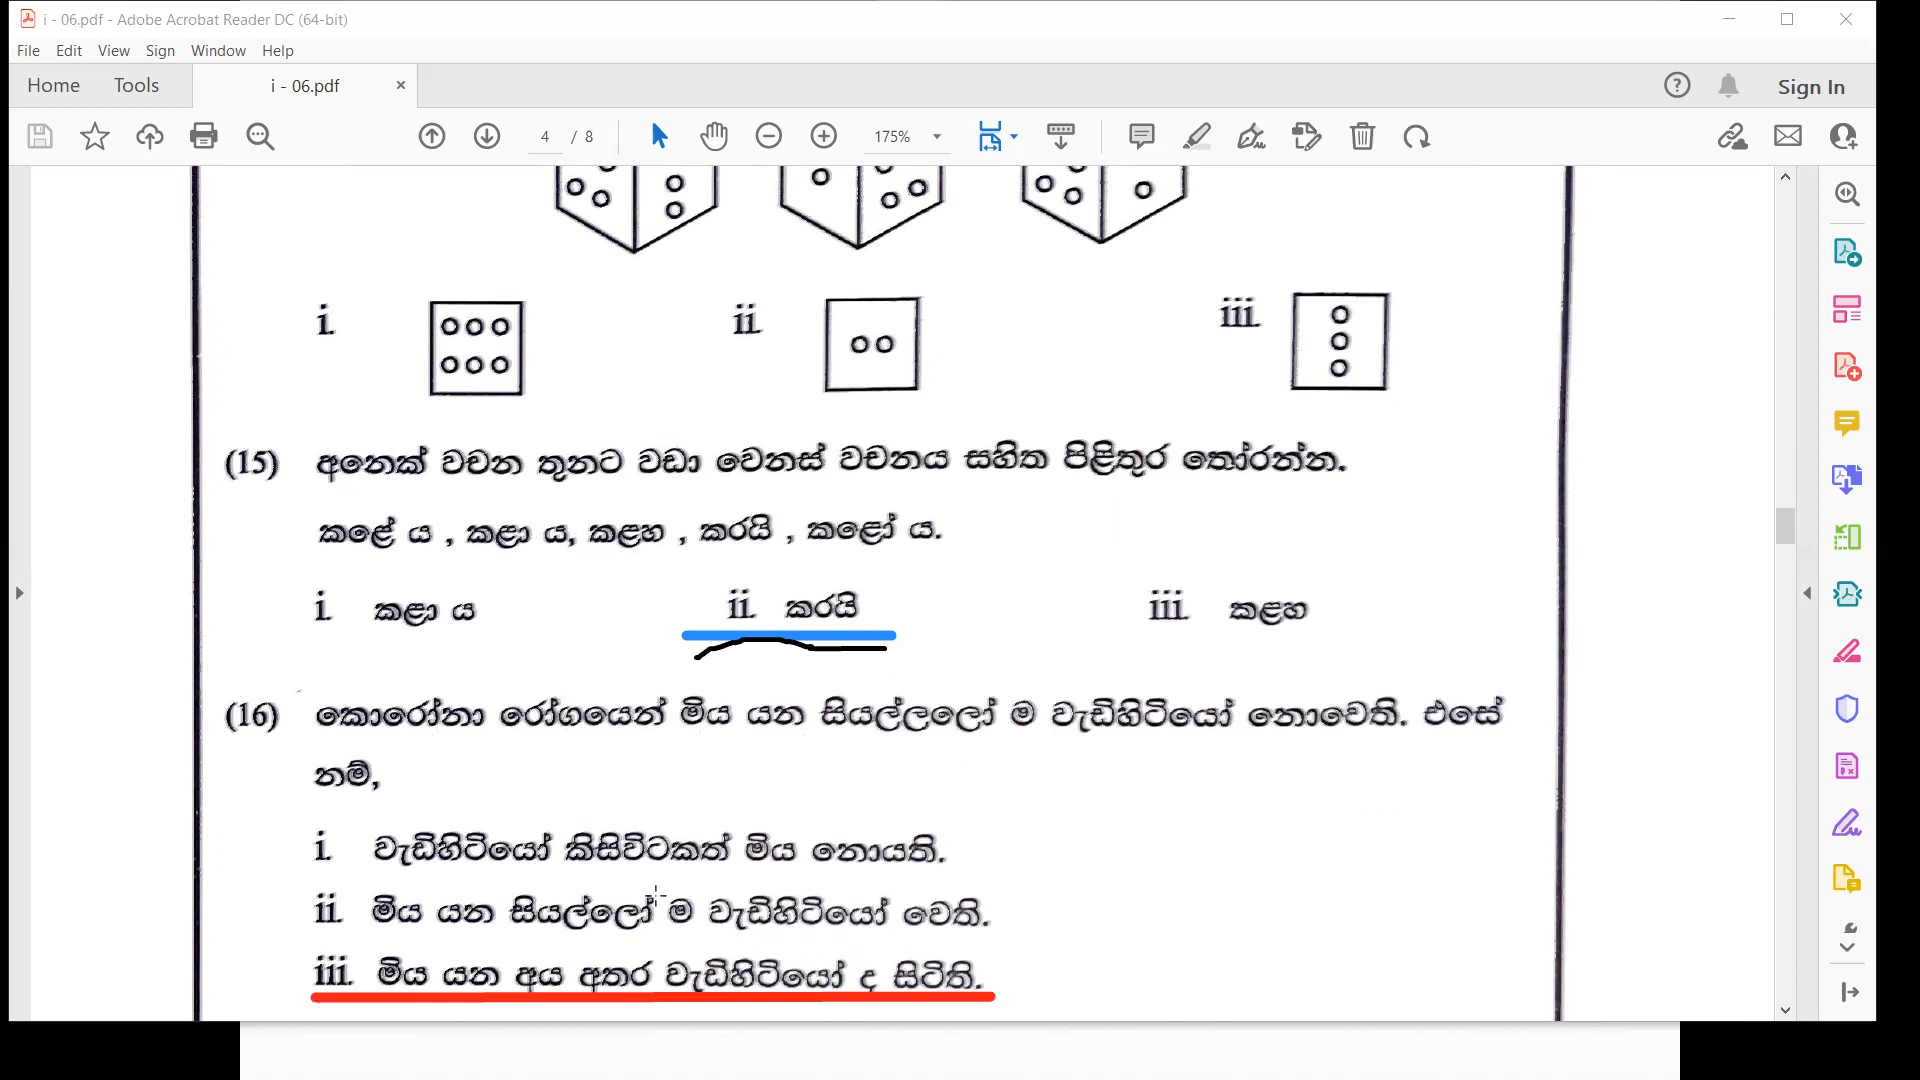 i - 06.pdf - Adobe Acrobat Reader DC (64-bit)
File Edit View Sign Window Help
Home Tools i - 06.pdf × Sign In
4 / 8 175%
i. ii. iii.
(15) අනෙක් වචන තුනට වඩා වෙනස් වචනය සහිත පිළිතුර තෝරන්න.
කළේ ය , කළා ය, කළහ , කරයි , කළෝ ය.
i. කළා ය ii. කරයි iii. කළහ
(16) කොරෝනා රෝගයෙන් මිය යන සියල්ලලෝ ම වැඩිහිටියෝ නොවෙති. එසේ
නම්,
i. වැඩිහිටියෝ කිසිවිටකත් මිය නොයති.
ii. මිය යන සියල්ලෝ ම වැඩිහිටියෝ වෙති.
iii. මිය යන අය අතර වැඩිහිටියෝ ද සිටිති.